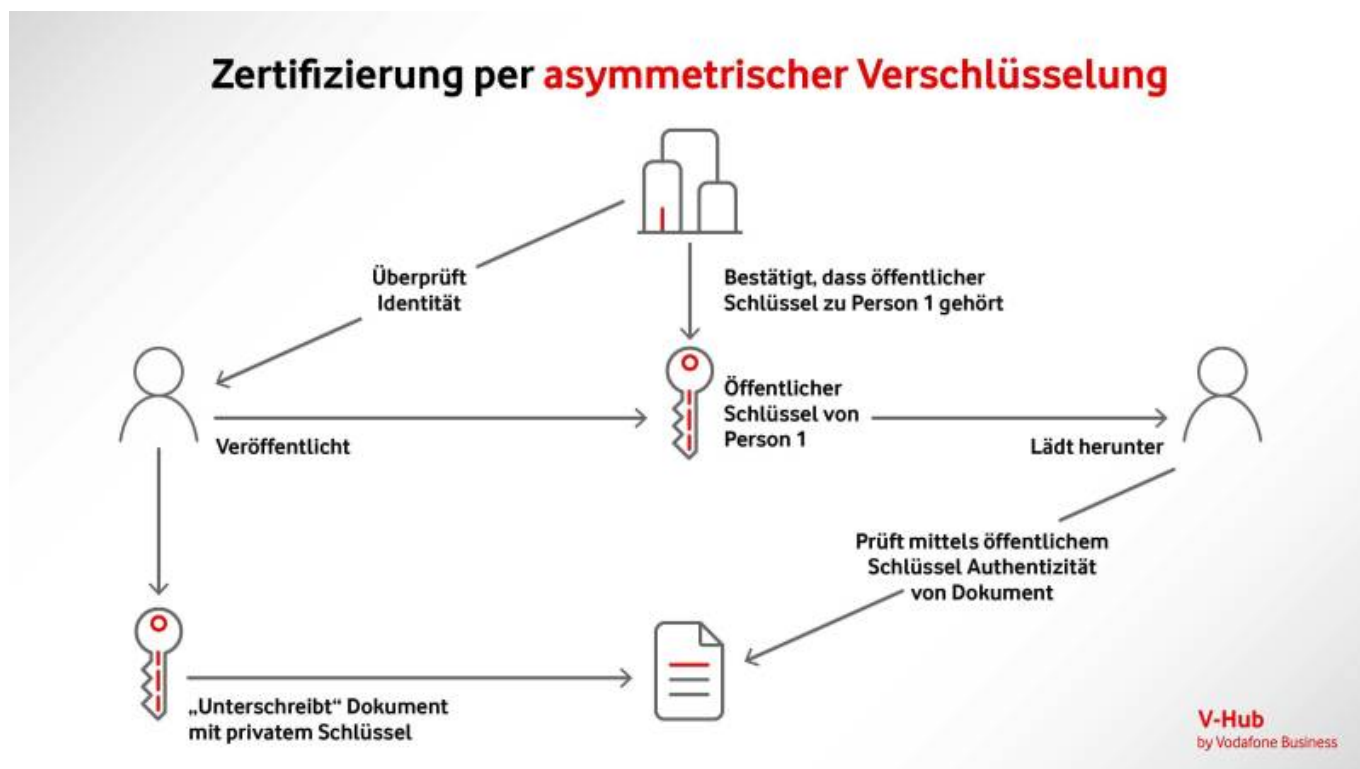 Zertifizierung per asymmetrischer Verschlüsselung
Überprüft
Identität
Bestätigt, dass öffentlicher
Schlüssel zu Person 1 gehört
Öffentlicher
Schlüssel von
Person 1
Veröffentlicht
Lädt herunter
Prüft mittels öffentlichem
Schlüssel Authentizität
von Dokument
„Unterschreibt“ Dokument
mit privatem Schlüssel
V-Hub
by Vodafone Business